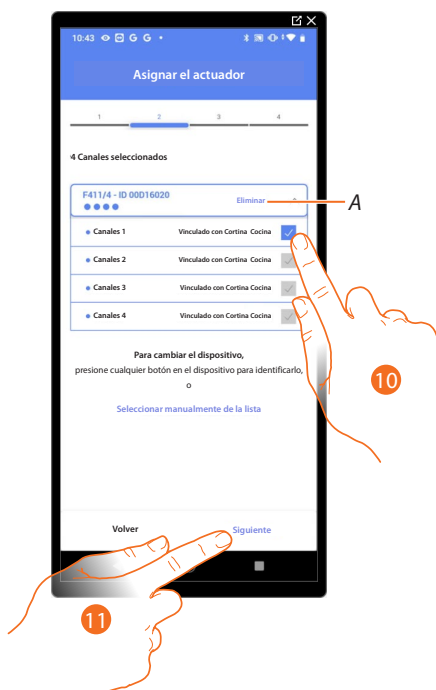 10:43 G G
Asignar el actuador
1 2 3 4
4 Canales seleccionados
F411/4 - ID 00D16020 Eliminar
A
Canales 1 Vinculado con Cortina Cocina
Canales 2 Vinculado con Cortina Cocina
Canales 3 Vinculado con Cortina Cocina
Canales 4 Vinculado con Cortina Cocina
Para cambiar el dispositivo,
presione cualquier botón en el dispositivo para identificarlo,
o
Seleccionar manualmente de la lista
10
Volver Siguiente
11